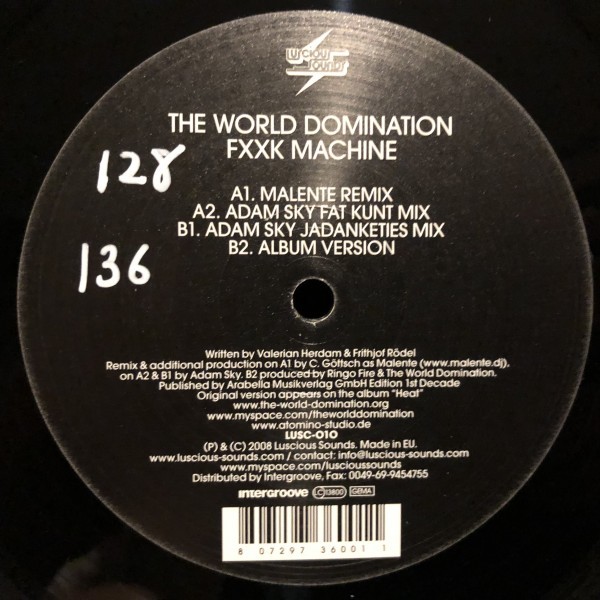 LUSCIOUS
SOUNDS
THE WORLD DOMINATION
FXXK MACHINE
128
136
A1. MALENTE REMIX
A2. ADAM SKY FAT KUNT MIX
B1. ADAM SKY JADANKETIES MIX
B2. ALBUM VERSION
Written by Valerian Herdam & Frithjof Rödel
Remix & additional production on A1 by C. Göttsch as Malente (www.malente.dj),
on A2 & B1 by Adam Sky. B2 produced by Ringo Fire & The World Domination.
Published by Arabella Musikverlag GmbH Edition 1st Decade
Original version appears on the album "Heat"
www.the-world-domination.org
www.myspace.com/theworlddomination
www.atomino-studio.de
LUSC-010
(P) & (C) 2008 Luscious Sounds. Made in EU.
www.luscious-sounds.com / contact: info@luscious-sounds.com
www.myspace.com/luscioussounds
Distributed by Intergroove, Fax: 0049-69-9454755
intergroove LC 13800 GEMA
8 07297 36001 1